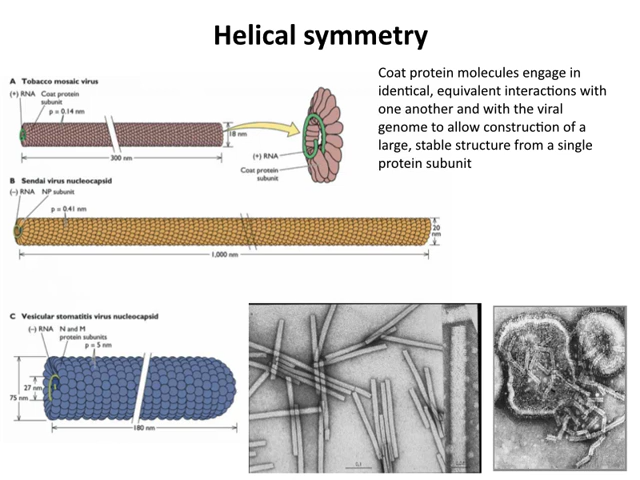 Helical symmetry
A Tobacco mosaic virus
(+) RNA Coat protein
subunit
p = 0.14 nm
18 nm
300 nm
(+) RNA
Coat protein
subunit
Coat protein molecules engage in
identical, equivalent interactions with
one another and with the viral
genome to allow construction of a
large, stable structure from a single
protein subunit
B Sendai virus nucleocapsid
(–) RNA NP subunit
p = 0.41 nm
20
nm
1,000 nm
C Vesicular stomatitis virus nucleocapsid
(–) RNA N and M
protein subunits
p = 5 nm
27 nm
75 nm
180 nm